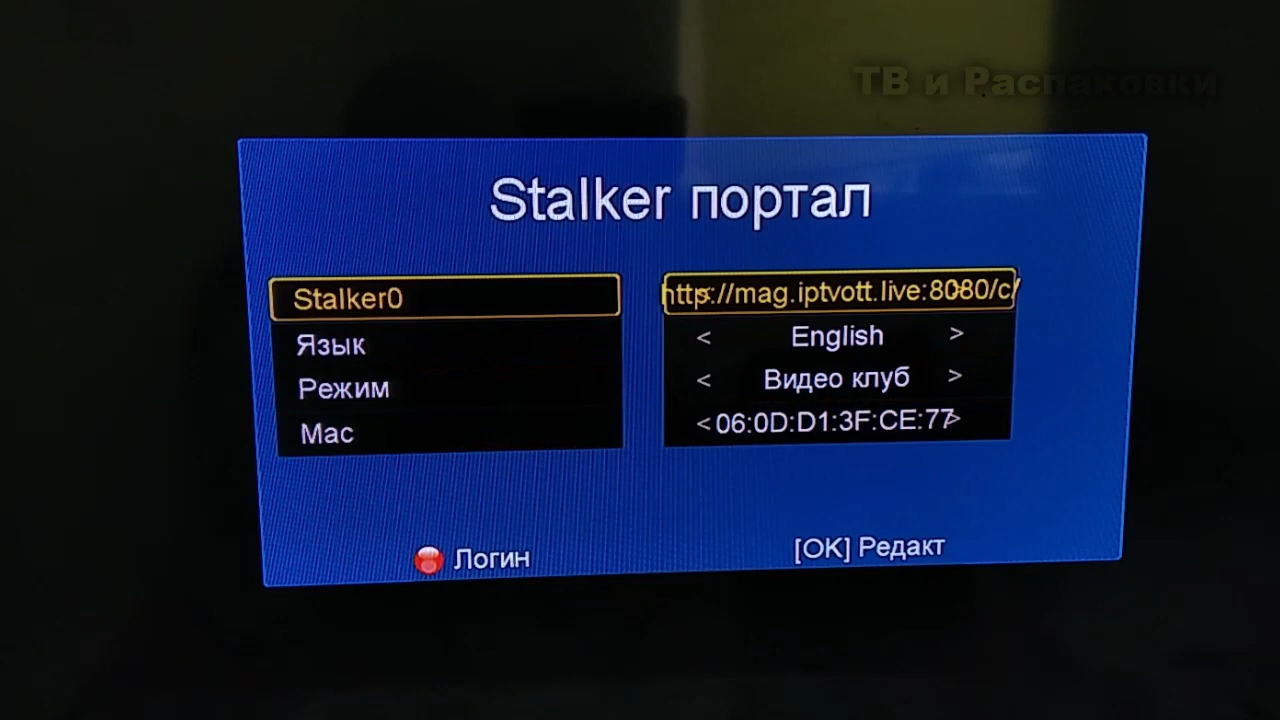 ТВ и Распаковки
Stalker портал
Stalker0
http://mag.iptvott.live:8080/c/
Язык
< English >
Режим
< Видео клуб >
Mac
< 06:0D:D1:3F:CE:77 >
Логин
[OK] Редакт